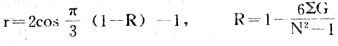 r=2cos π/3 (1-R) -1, R=1- 6ΣG/(N²-1)